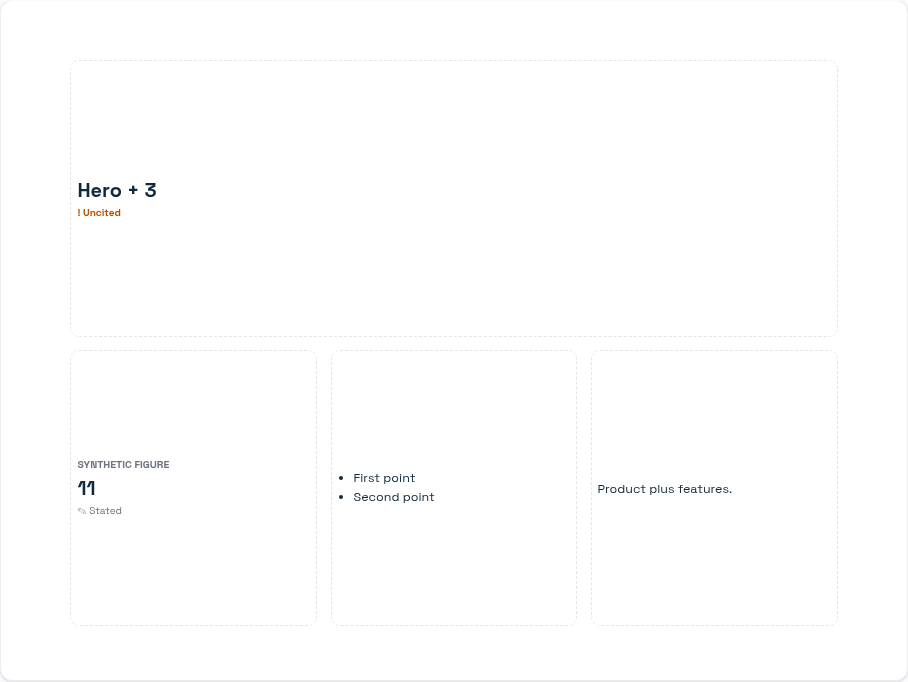 Hero + 3
! Uncited
SYNTHETIC FIGURE
11
✎ Stated
• First point
• Second point
Product plus features.